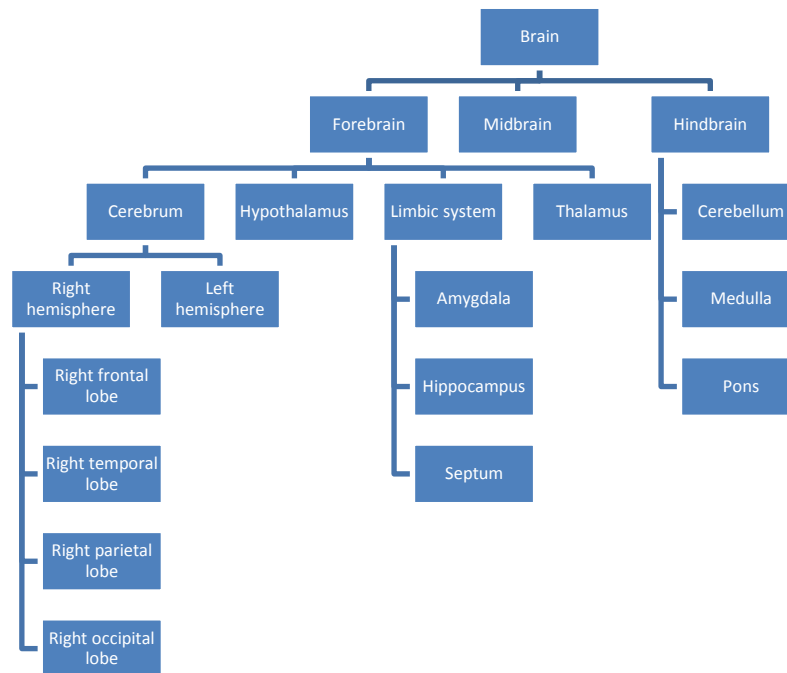 Brain
Forebrain
Midbrain
Hindbrain
Cerebrum
Hypothalamus
Limbic system
Thalamus
Cerebellum
Right
hemisphere
Left
hemisphere
Amygdala
Medulla
Right frontal
lobe
Hippocampus
Pons
Right temporal
lobe
Septum
Right parietal
lobe
Right occipital
lobe